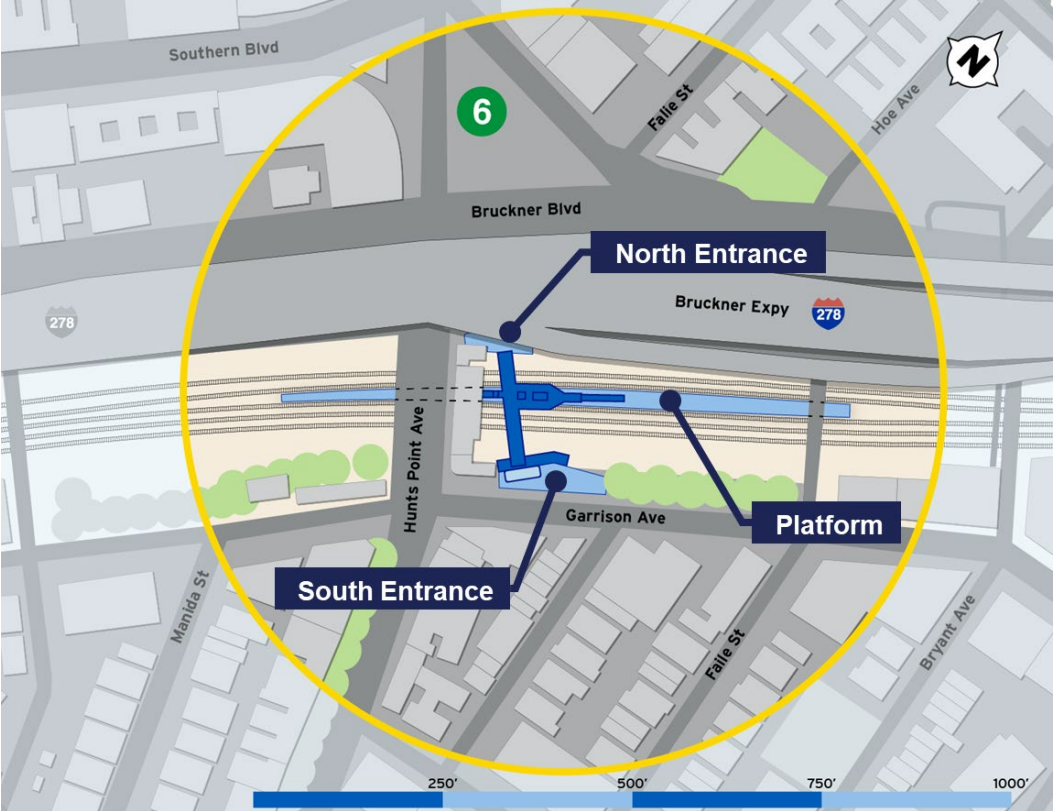 Southern Blvd
N
6
Falie St
Hoe Ave
Bruckner Blvd
North Entrance
Bruckner Expy
278
278
Hunts Point Ave
Garrison Ave
Platform
South Entrance
Manida St
Faile St
Bryant Ave
250'
500'
750'
1000'